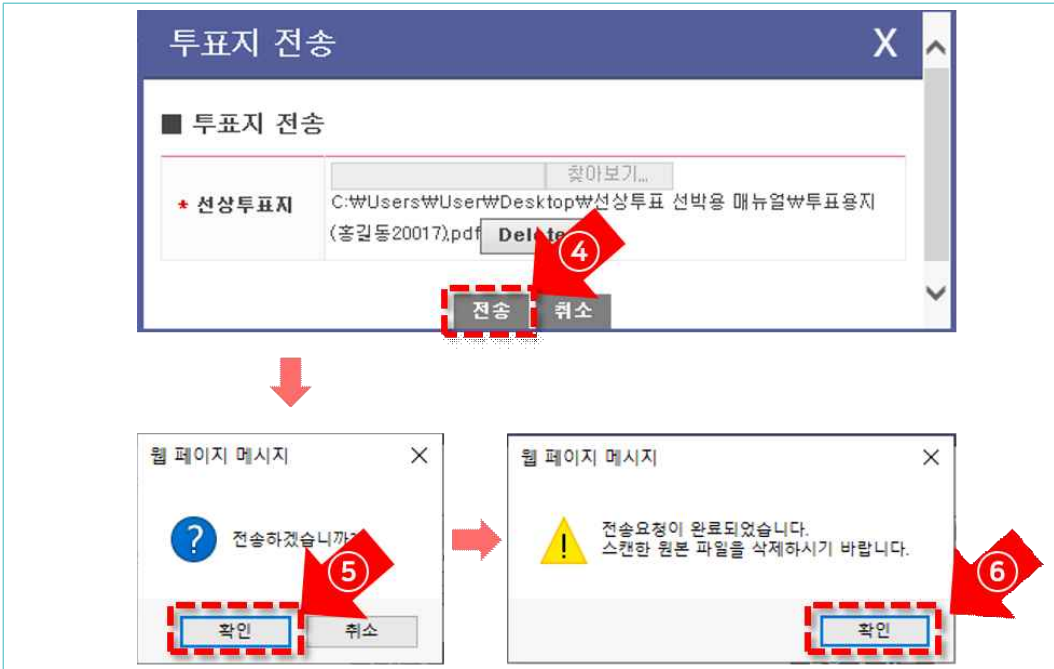 투표지 전송 X
■ 투표지 전송
찾아보기...
* 선상투표지
C:₩Users₩User₩Desktop₩선상투표 선박용 매뉴얼₩투표용지
(홍길동20017).pdf Delete
④
전송 취소
웹 페이지 메시지
? 전송하겠습니까?
⑤
확인 취소
웹 페이지 메시지
! 전송요청이 완료되었습니다.
스캔한 원본 파일을 삭제하시기 바랍니다.
⑥
확인